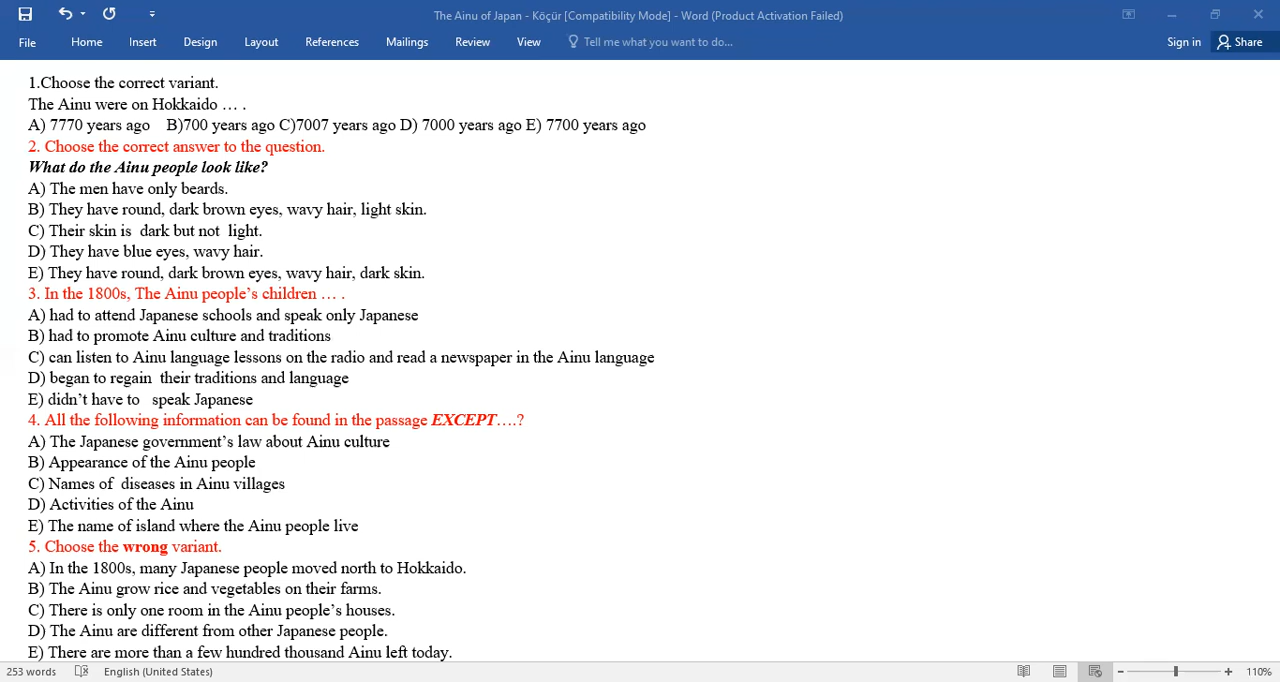 The Ainu of Japan - Köçür [Compatibility Mode] - Word (Product Activation Failed)
File Home Insert Design Layout References Mailings Review View Tell me what you want to do... Sign in Share
1.Choose the correct variant.
The Ainu were on Hokkaido … .
A) 7770 years ago B)700 years ago C)7007 years ago D) 7000 years ago E) 7700 years ago
2. Choose the correct answer to the question.
What do the Ainu people look like?
A) The men have only beards.
B) They have round, dark brown eyes, wavy hair, light skin.
C) Their skin is dark but not light.
D) They have blue eyes, wavy hair.
E) They have round, dark brown eyes, wavy hair, dark skin.
3. In the 1800s, The Ainu people’s children … .
A) had to attend Japanese schools and speak only Japanese
B) had to promote Ainu culture and traditions
C) can listen to Ainu language lessons on the radio and read a newspaper in the Ainu language
D) began to regain their traditions and language
E) didn’t have to speak Japanese
4. All the following information can be found in the passage EXCEPT….?
A) The Japanese government’s law about Ainu culture
B) Appearance of the Ainu people
C) Names of diseases in Ainu villages
D) Activities of the Ainu
E) The name of island where the Ainu people live
5. Choose the wrong variant.
A) In the 1800s, many Japanese people moved north to Hokkaido.
B) The Ainu grow rice and vegetables on their farms.
C) There is only one room in the Ainu people’s houses.
D) The Ainu are different from other Japanese people.
E) There are more than a few hundred thousand Ainu left today.
253 words English (United States) 110%